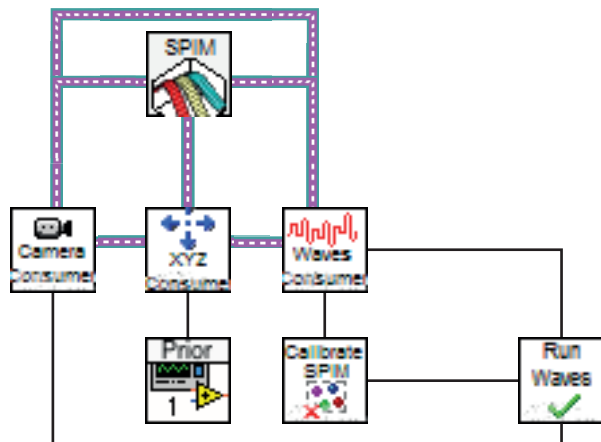 SPIM
Camera
Consumer
XYZ
Consumer
Waves
Consumer
Prior
1
Calibrate
SPIM
Run
Waves